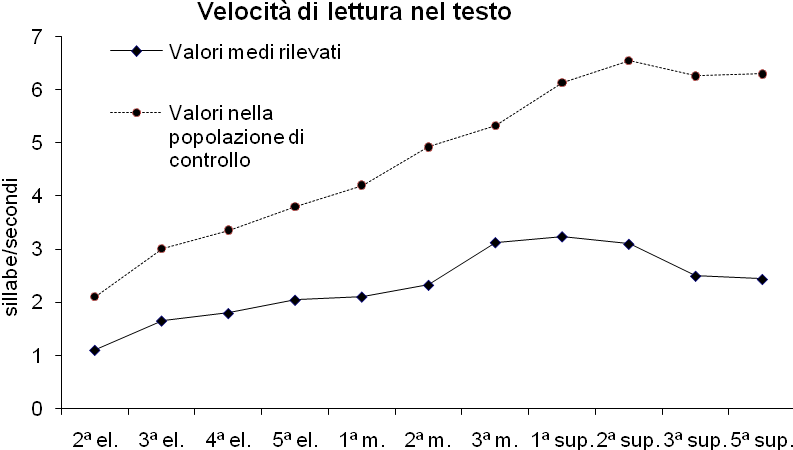 Velocità di lettura nel testo
Valori medi rilevati
Valori nella
popolazione di
controllo
sillabe/secondi
7
6
5
4
3
2
1
0
2ª el. 3ª el. 4ª el. 5ª el. 1ª m. 2ª m. 3ª m. 1ª sup. 2ª sup. 3ª sup. 5ª sup.